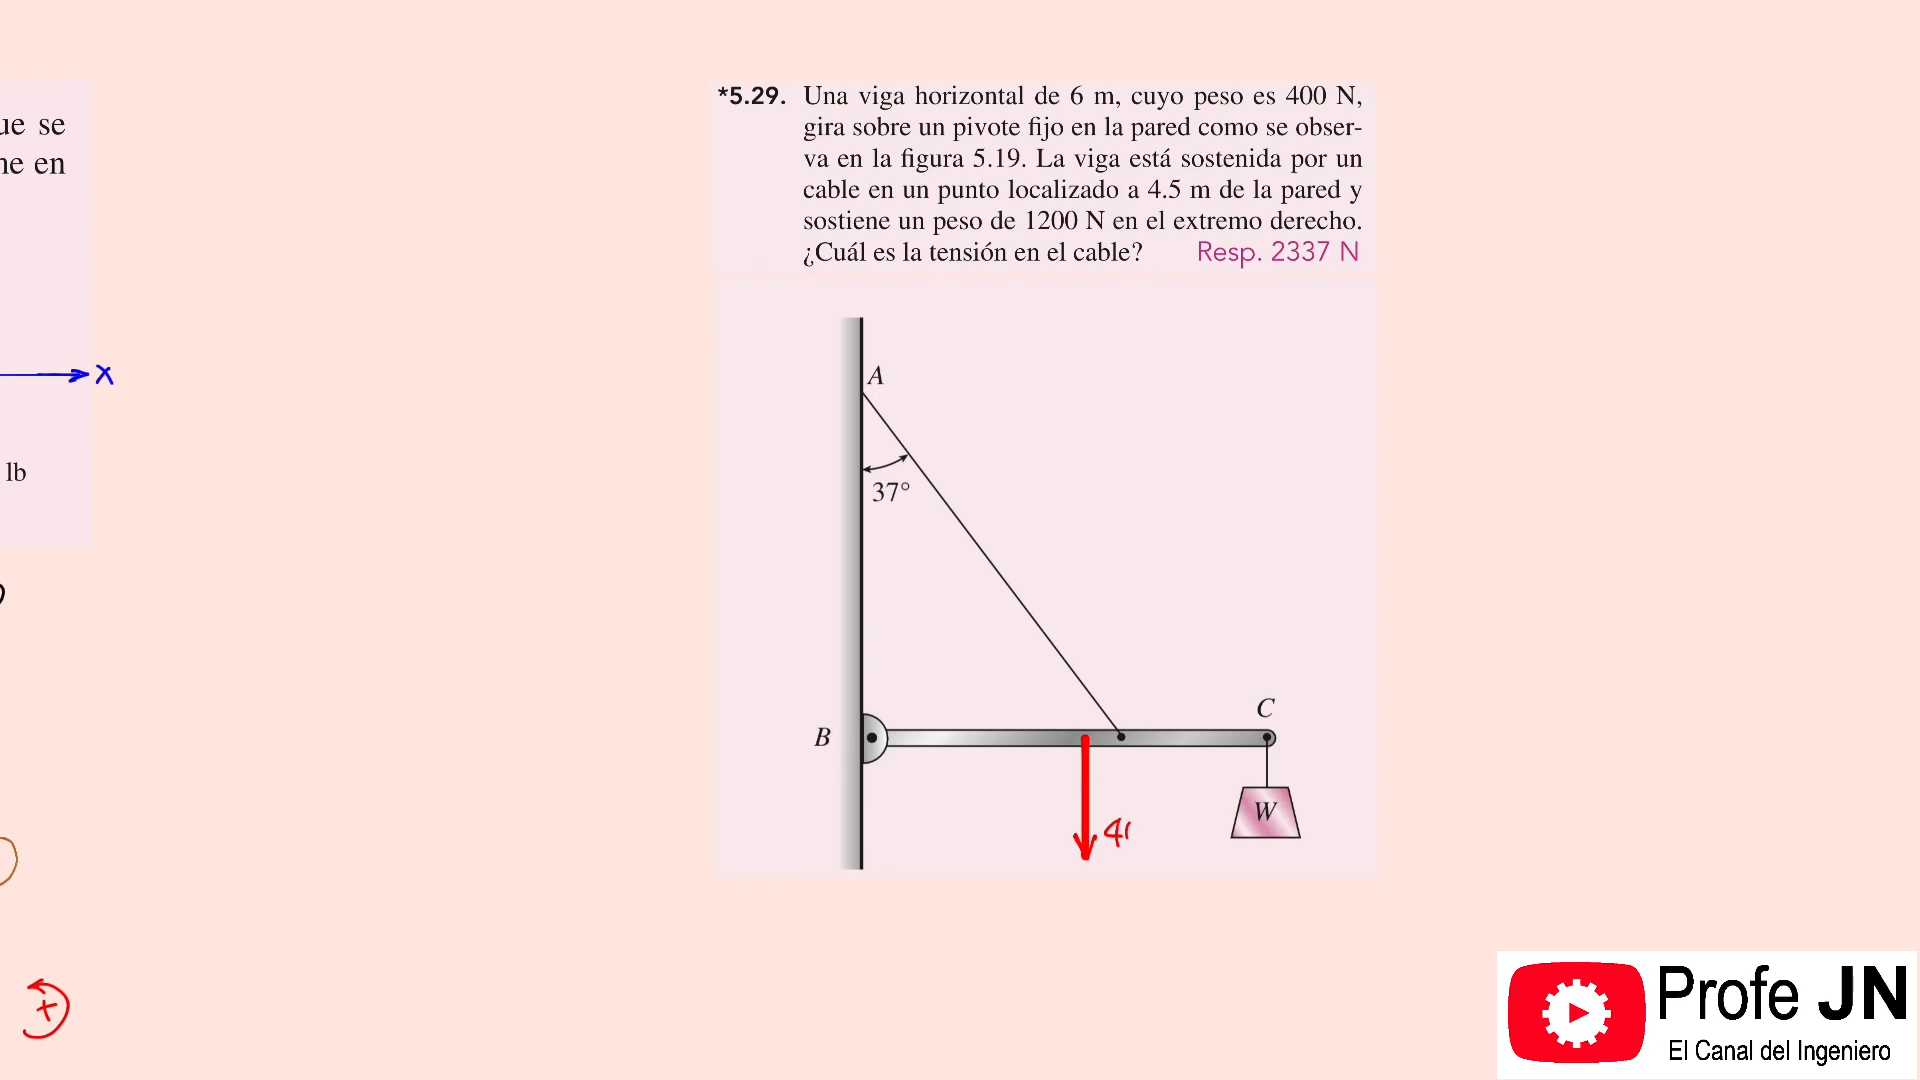 ue se
ne en
X
lb
+
*5.29. Una viga horizontal de 6 m, cuyo peso es 400 N,
gira sobre un pivote fijo en la pared como se obser-
va en la figura 5.19. La viga está sostenida por un
cable en un punto localizado a 4.5 m de la pared y
sostiene un peso de 1200 N en el extremo derecho.
¿Cuál es la tensión en el cable? Resp. 2337 N
A
37°
C
B
W
4
Profe JN
El Canal del Ingeniero